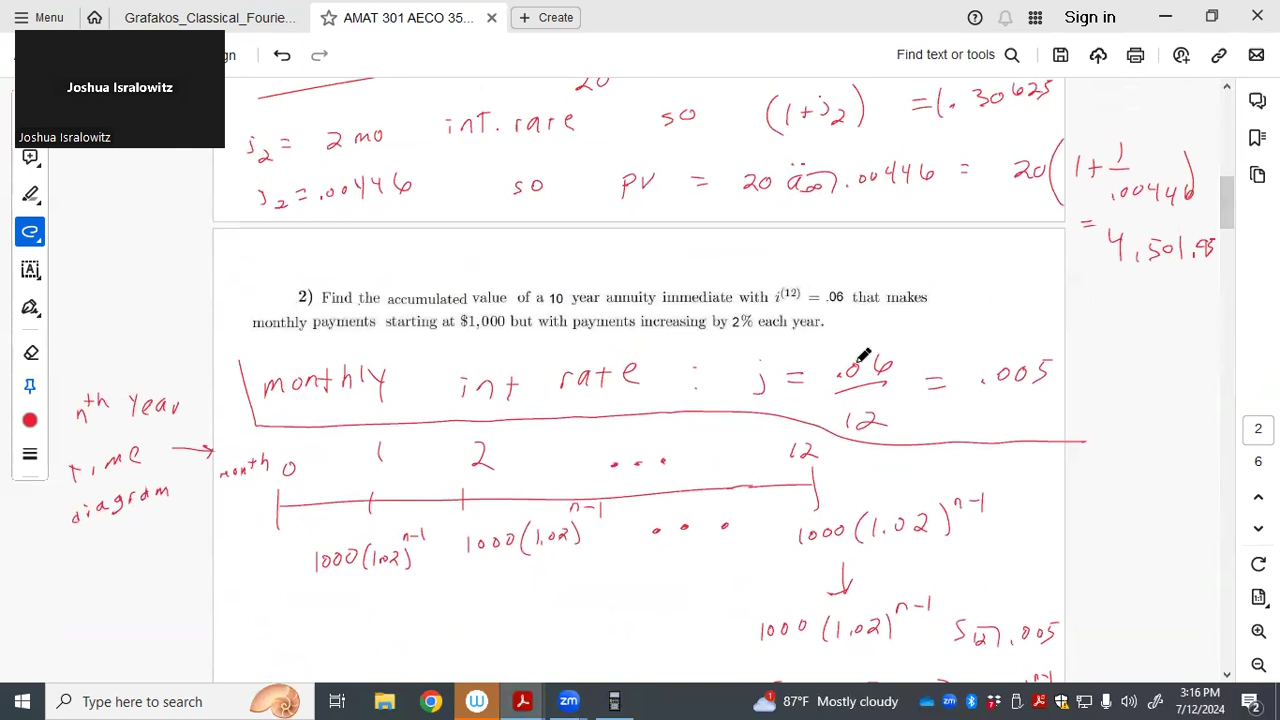 Menu
Grafakos_Classical_Fourie...
AMAT 301 AECO 35...
Create
Sign in
gn
Find text or tools
Joshua Isralowitz
Joshua Isralowitz
20
j2 = 2 mo int. rare so (1+j2) = (1.30625
j2 = .00446 so PV = 20 ä∞⌉.00446 = 20(1 + 1/.00446)
= 4,501.95
2) Find the accumulated value of a 10 year annuity immediate with i^(12) = .06 that makes
monthly payments starting at $1,000 but with payments increasing by 2% each year.
monthly int rate : j = .06/12 = .005
nth year
time → month 0 1 2 ... 12
diagram
1000(1.02)^n-1 1000(1.02)^n-1 ... 1000(1.02)^n-1
1000(1.02)^n-1 S12⌉.005
n-1
2
6
Type here to search
87°F Mostly cloudy
3:16 PM
7/12/2024
2